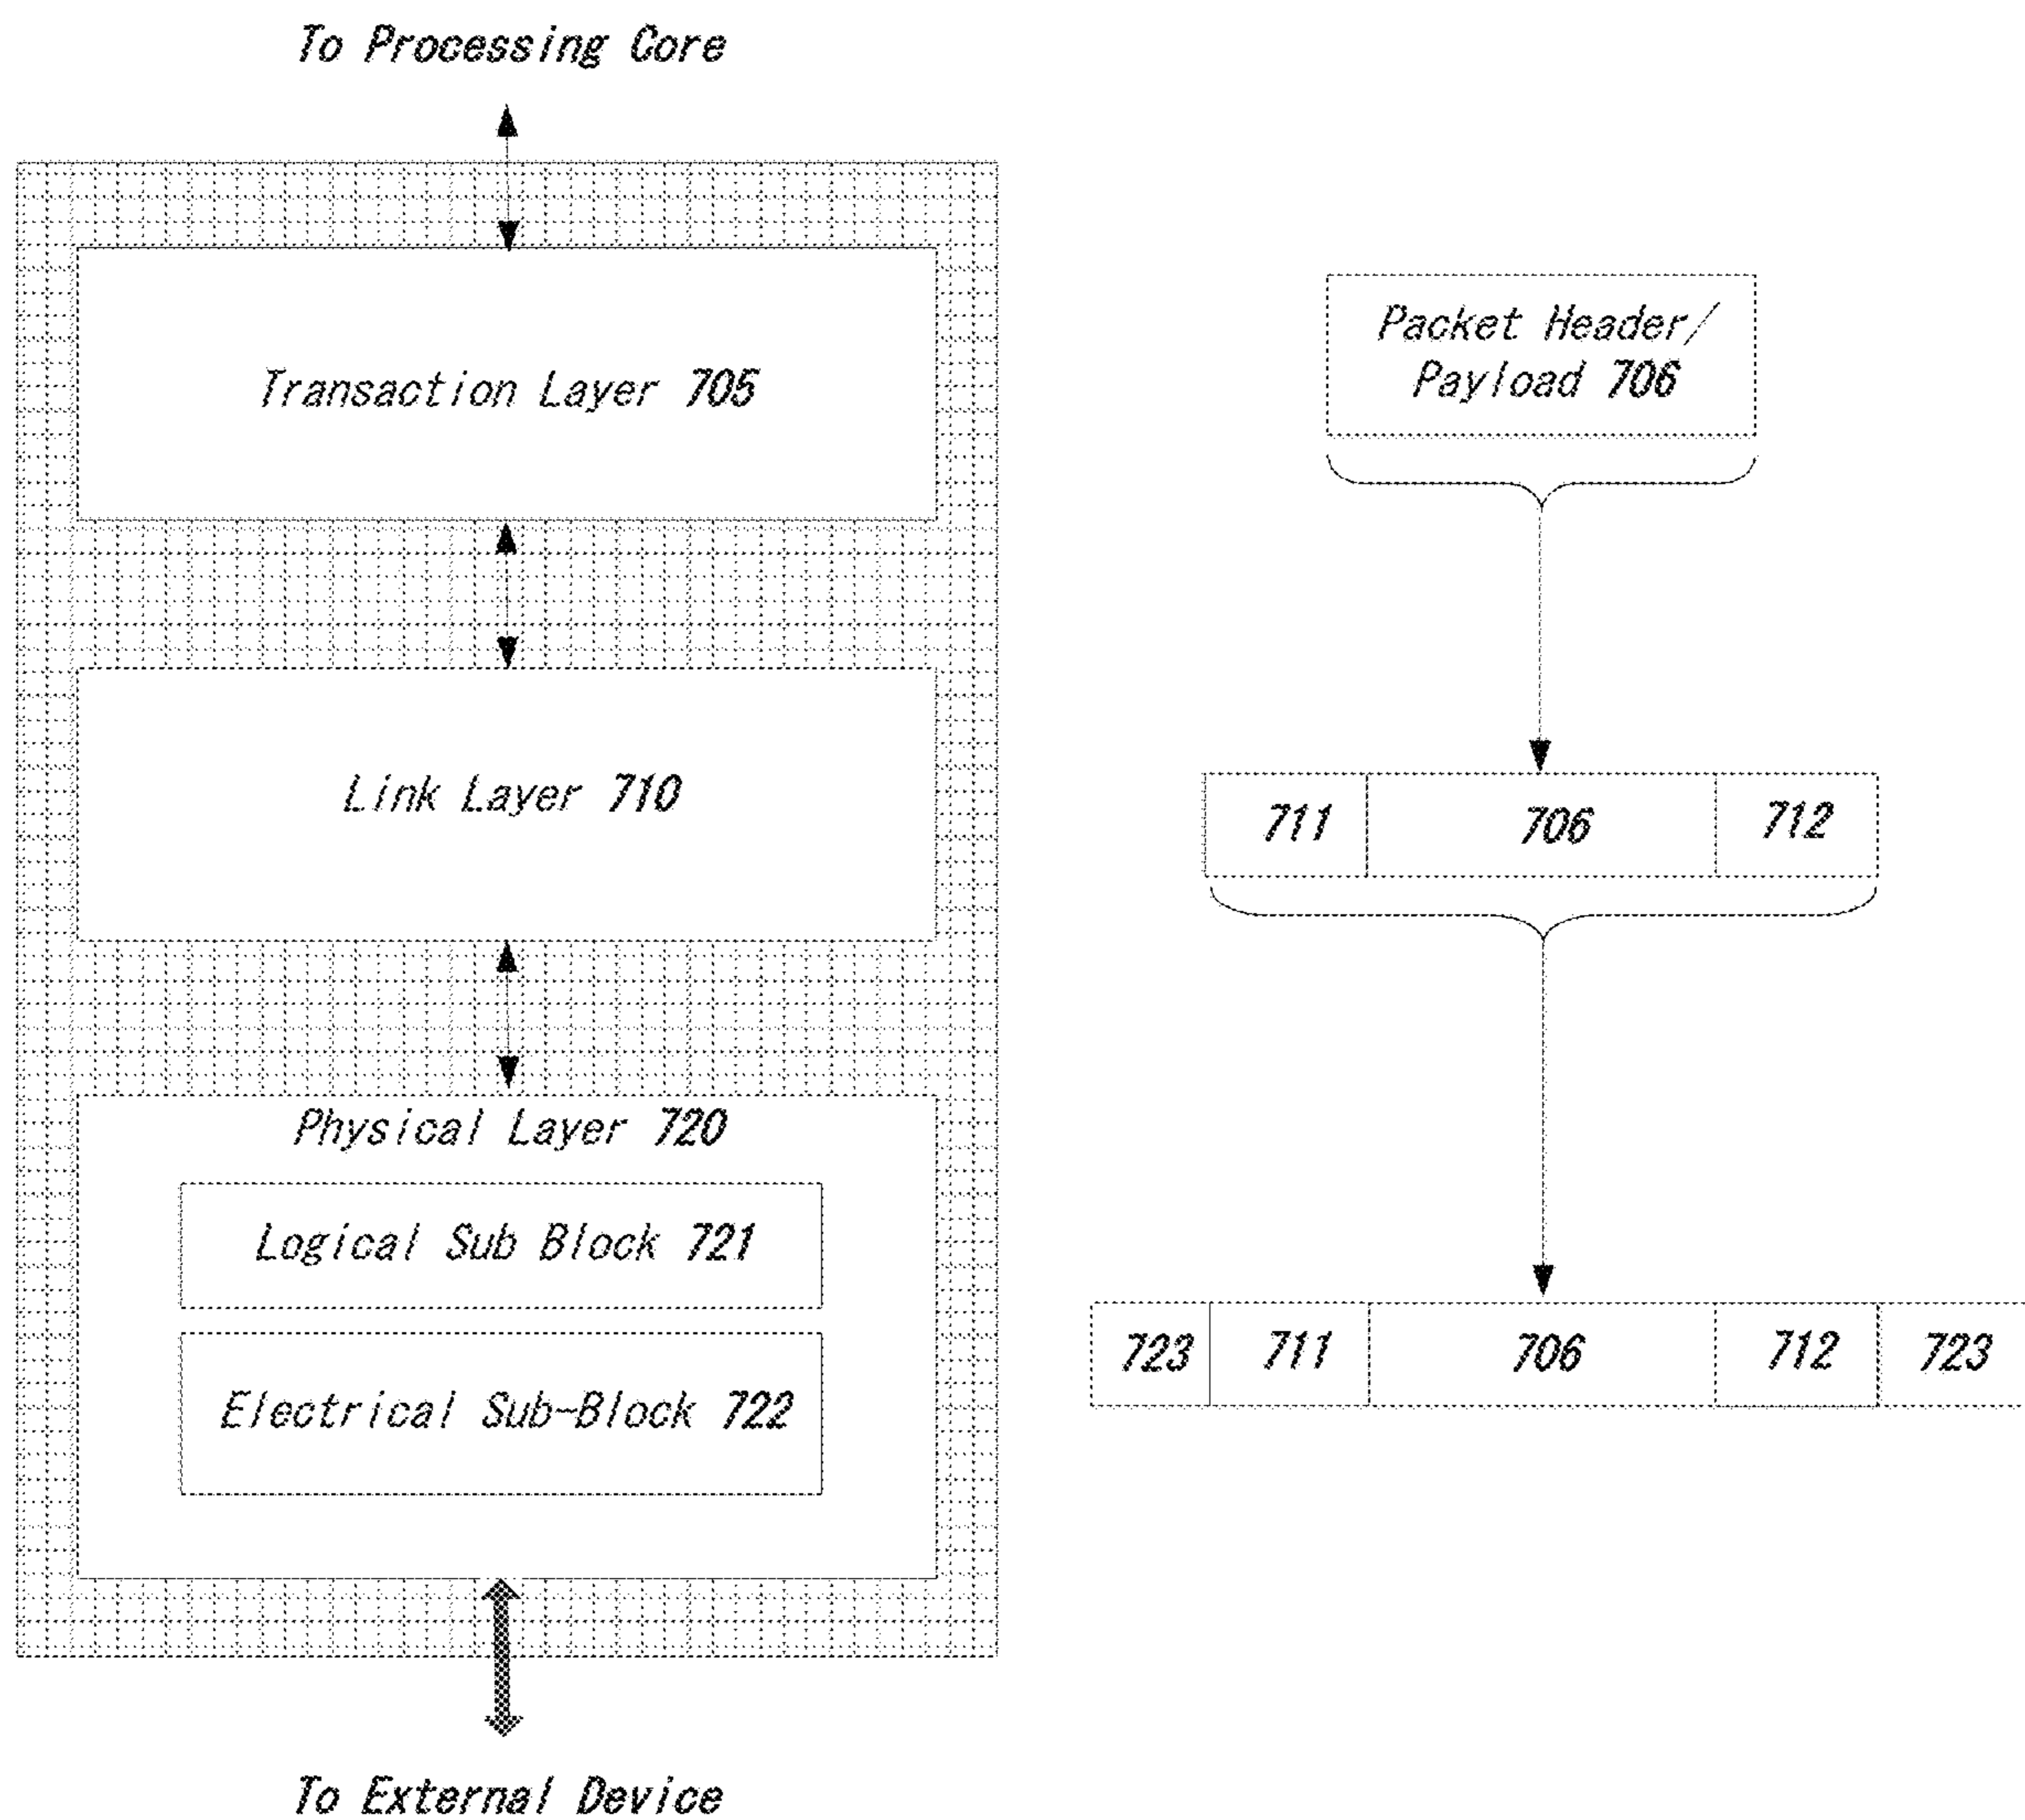 To Processing Core
Transaction Layer 705
Link Layer 710
Physical Layer 720
Logical Sub Block 721
Electrical Sub-Block 722
To External Device
Packet Header/
Payload 706
711 706 712
723 711 706 712 723